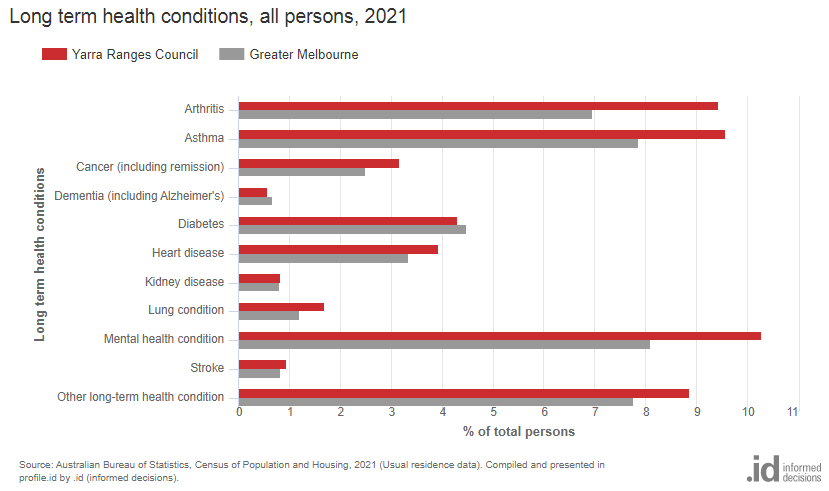 Long term health conditions, all persons, 2021
Yarra Ranges Council
Greater Melbourne
Long term health conditions
Arthritis
Asthma
Cancer (including remission)
Dementia (including Alzheimer's)
Diabetes
Heart disease
Kidney disease
Lung condition
Mental health condition
Stroke
Other long-term health condition
0 1 2 3 4 5 6 7 8 9 10 11
% of total persons
Source: Australian Bureau of Statistics, Census of Population and Housing, 2021 (Usual residence data). Compiled and presented in
profile.id by .id (informed decisions).
.id informed
decisions